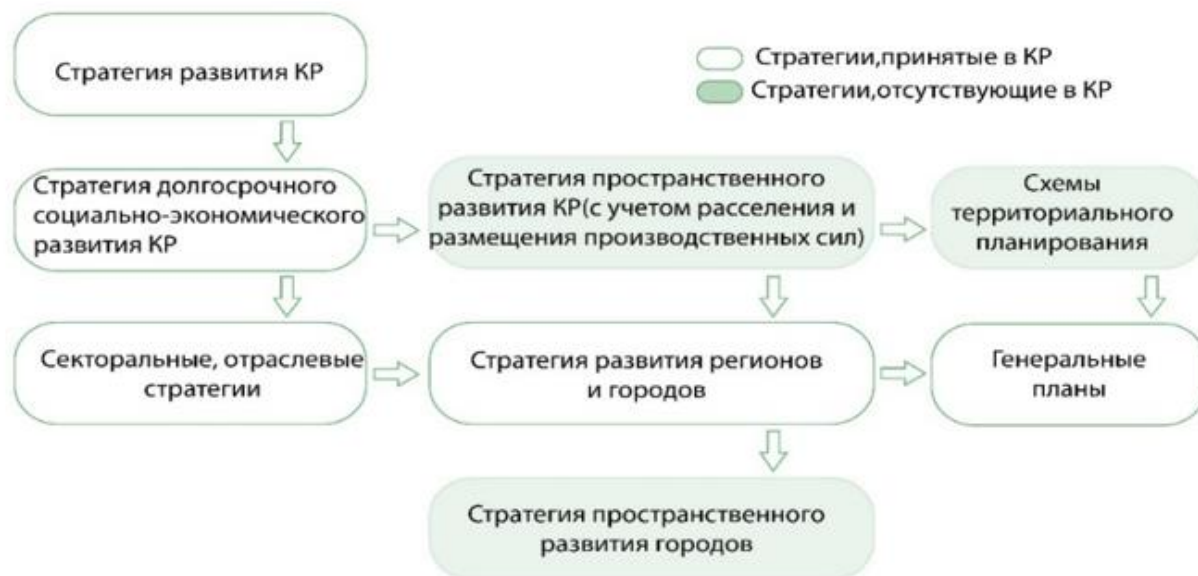 Стратегия развития КР
Стратегии,принятые в КР
Стратегии,отсутствующие в КР
Стратегия долгосрочного
социально-экономического
развития КР
Стратегия пространственного
развития КР(с учетом расселения и
размещения производственных сил)
Схемы
территориального
планирования
Секторальные, отраслевые
стратегии
Стратегия развития регионов
и городов
Генеральные
планы
Стратегия пространственного
развития городов